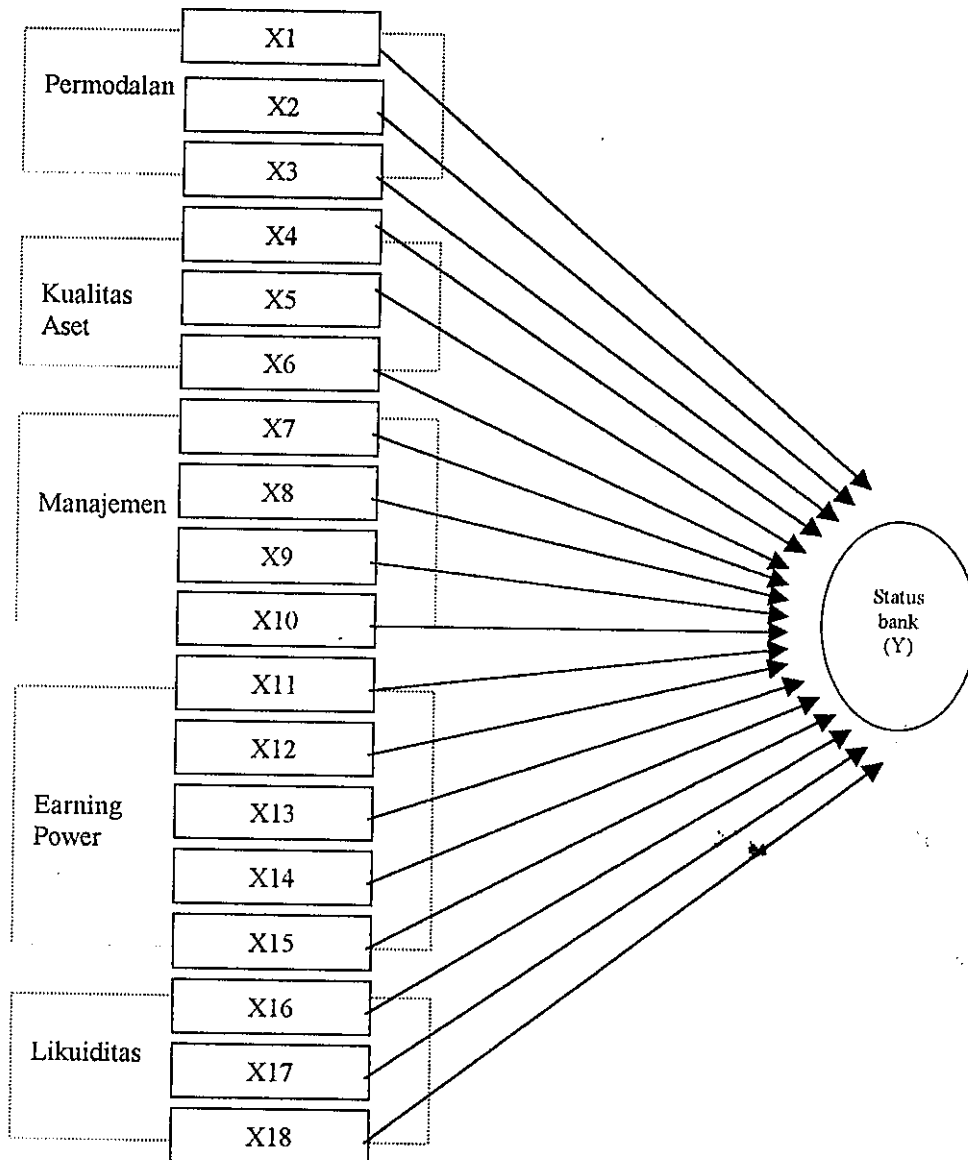 X1
Permodalan
X2
X3
X4
Kualitas
Aset
X5
X6
X7
Manajemen
X8
X9
X10
X11
X12
Earning
Power
X13
X14
X15
X16
Likuiditas
X17
X18
Status
bank
(Y)